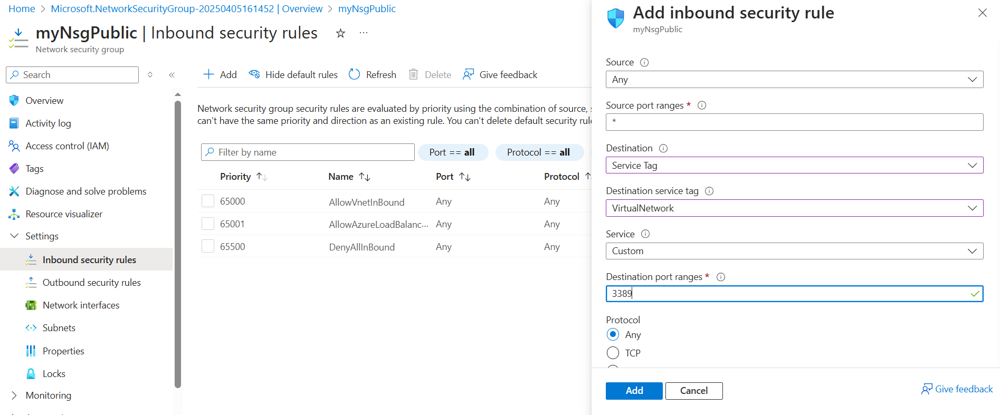 Home > Microsoft.NetworkSecurityGroup-20250405161452 | Overview > myNsgPublic
myNsgPublic | Inbound security rules
Network security group
Search
Overview
Activity log
Access control (IAM)
Tags
Diagnose and solve problems
Resource visualizer
Settings
Inbound security rules
Outbound security rules
Network interfaces
Subnets
Properties
Locks
Monitoring
Add Hide default rules Refresh Delete Give feedback
Network security group security rules are evaluated by priority using the combination of source,
can't have the same priority and direction as an existing rule. You can't delete default security
Filter by name Port == all Protocol == all
Priority Name Port Protocol
65000 AllowVnetInBound Any Any
65001 AllowAzureLoadBalanc... Any Any
65500 DenyAllInBound Any Any
Add inbound security rule
myNsgPublic
Source
Any
Source port ranges *
*
Destination
Service Tag
Destination service tag
VirtualNetwork
Service
Custom
Destination port ranges *
3389
Protocol
Any
TCP
Add Cancel Give feedback